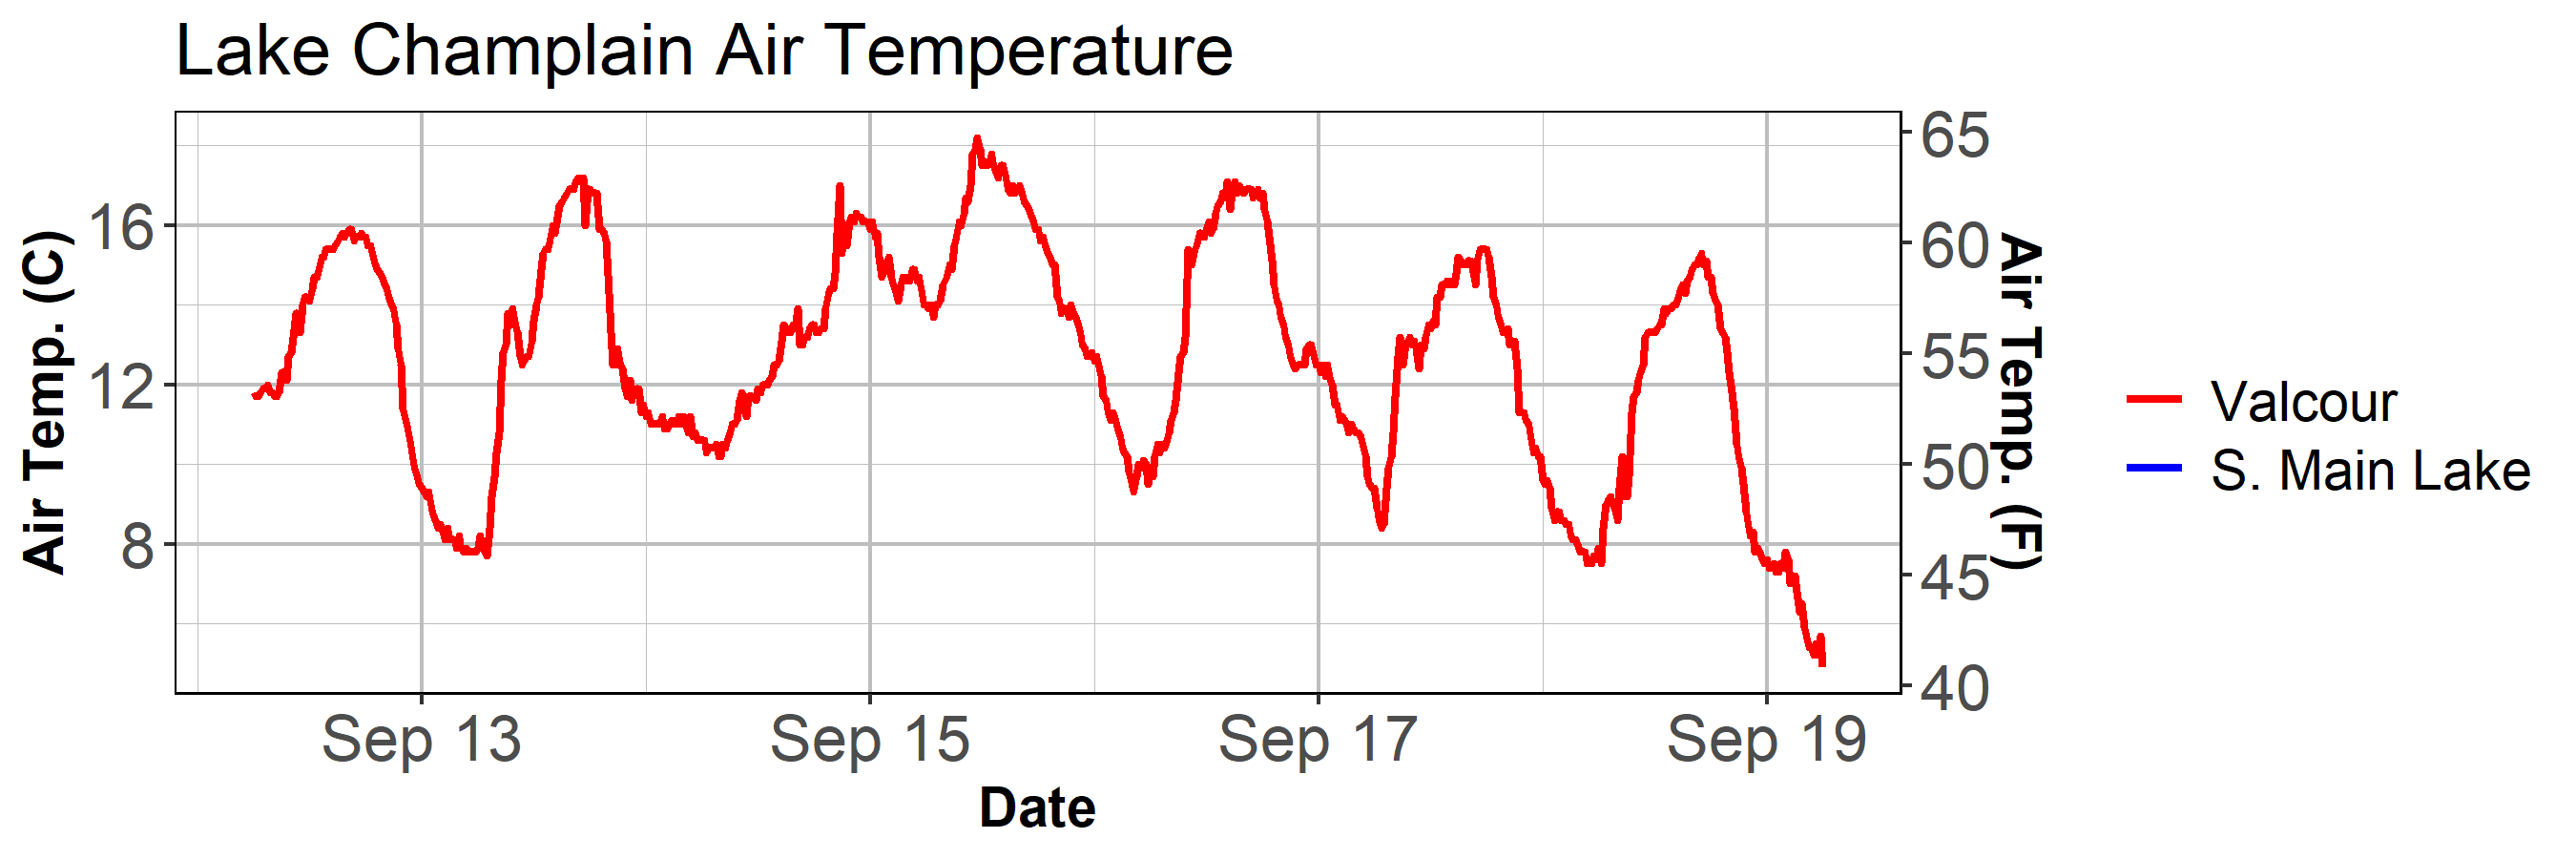 Lake Champlain Air Temperature
Air Temp. (C)
16
12
8
65
60
55
50
45
40
Air Temp. (F)
Sep 13
Sep 15
Sep 17
Sep 19
Date
Valcour
S. Main Lake